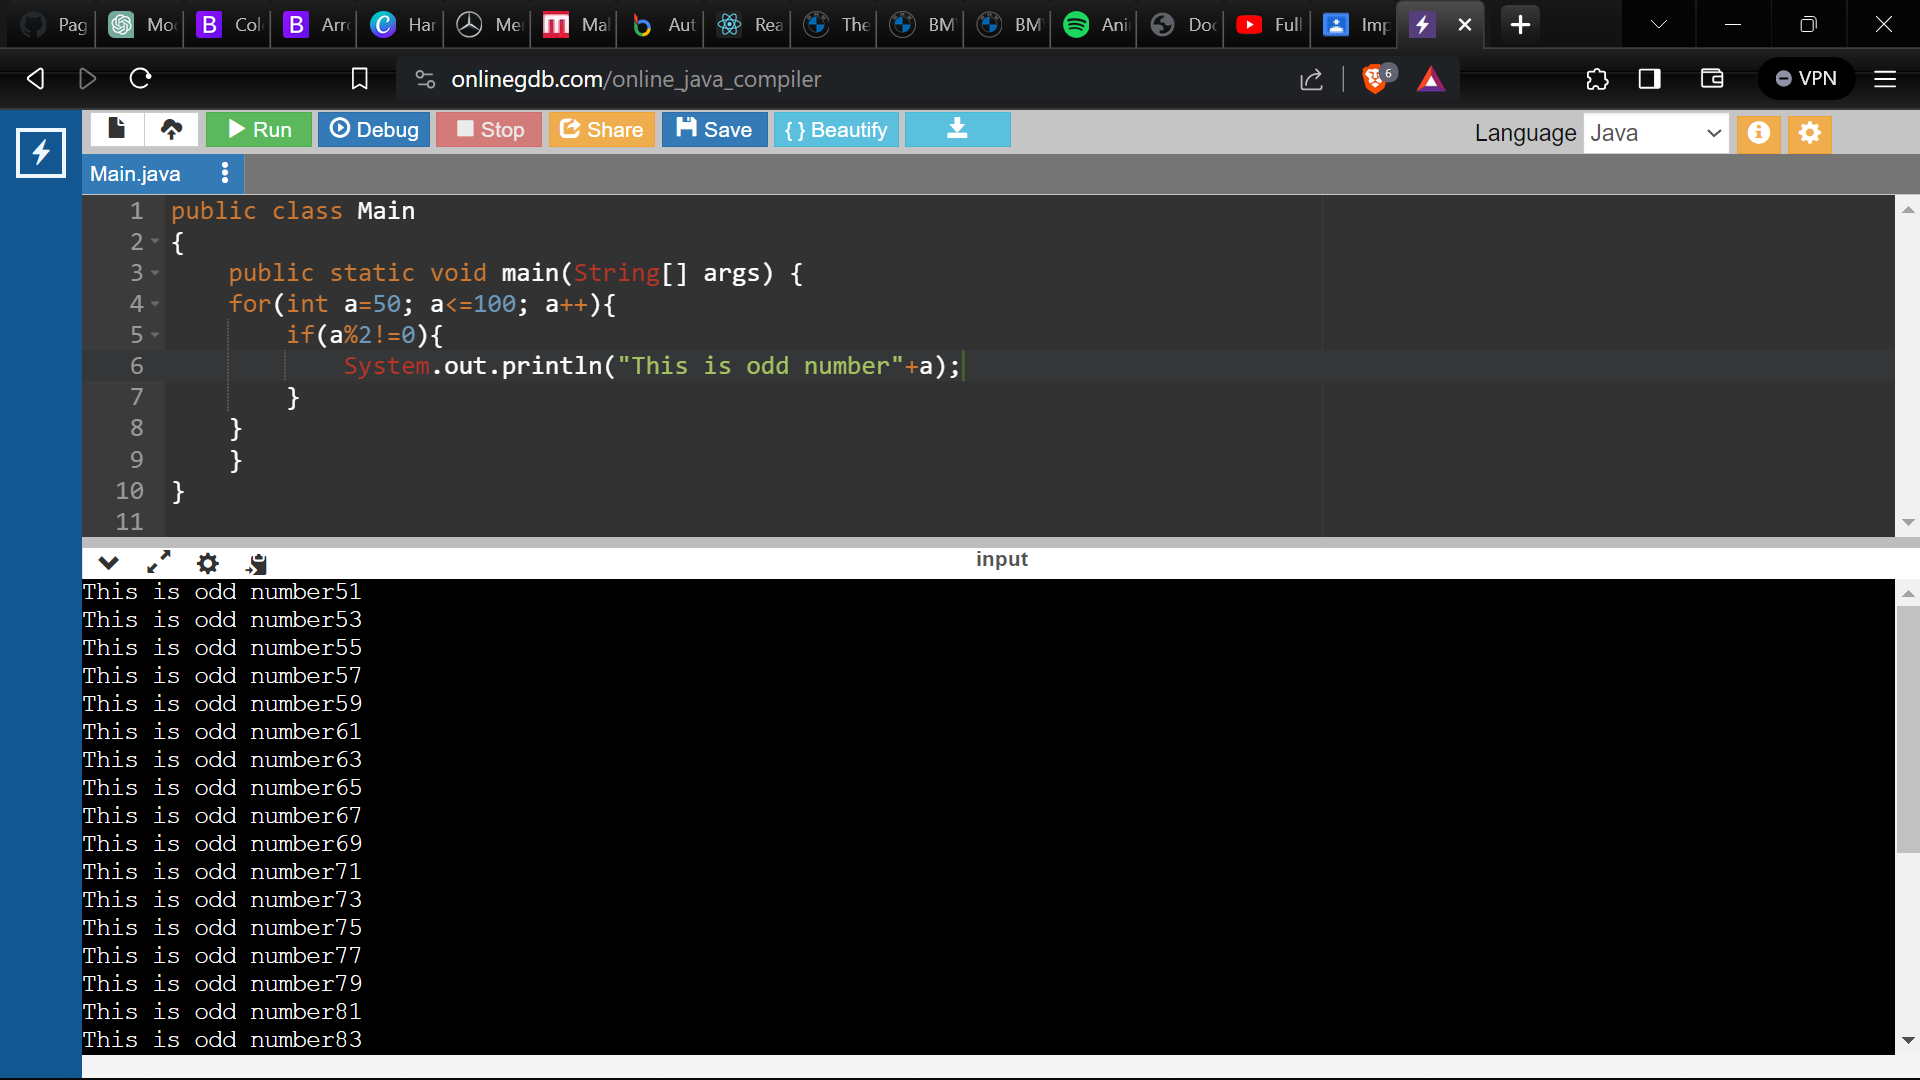 Pag Mo Col Arr Har Me Mal Aut Rea The BM BM Ani Doc Full Imp
onlinegdb.com/online_java_compiler 6 VPN
Run Debug Stop Share Save { } Beautify Language Java
Main.java
1 public class Main
2 {
3 public static void main(String[] args) {
4 for(int a=50; a<=100; a++){
5 if(a%2!=0){
6 System.out.println("This is odd number"+a);
7 }
8 }
9 }
10 }
11
input
This is odd number51
This is odd number53
This is odd number55
This is odd number57
This is odd number59
This is odd number61
This is odd number63
This is odd number65
This is odd number67
This is odd number69
This is odd number71
This is odd number73
This is odd number75
This is odd number77
This is odd number79
This is odd number81
This is odd number83